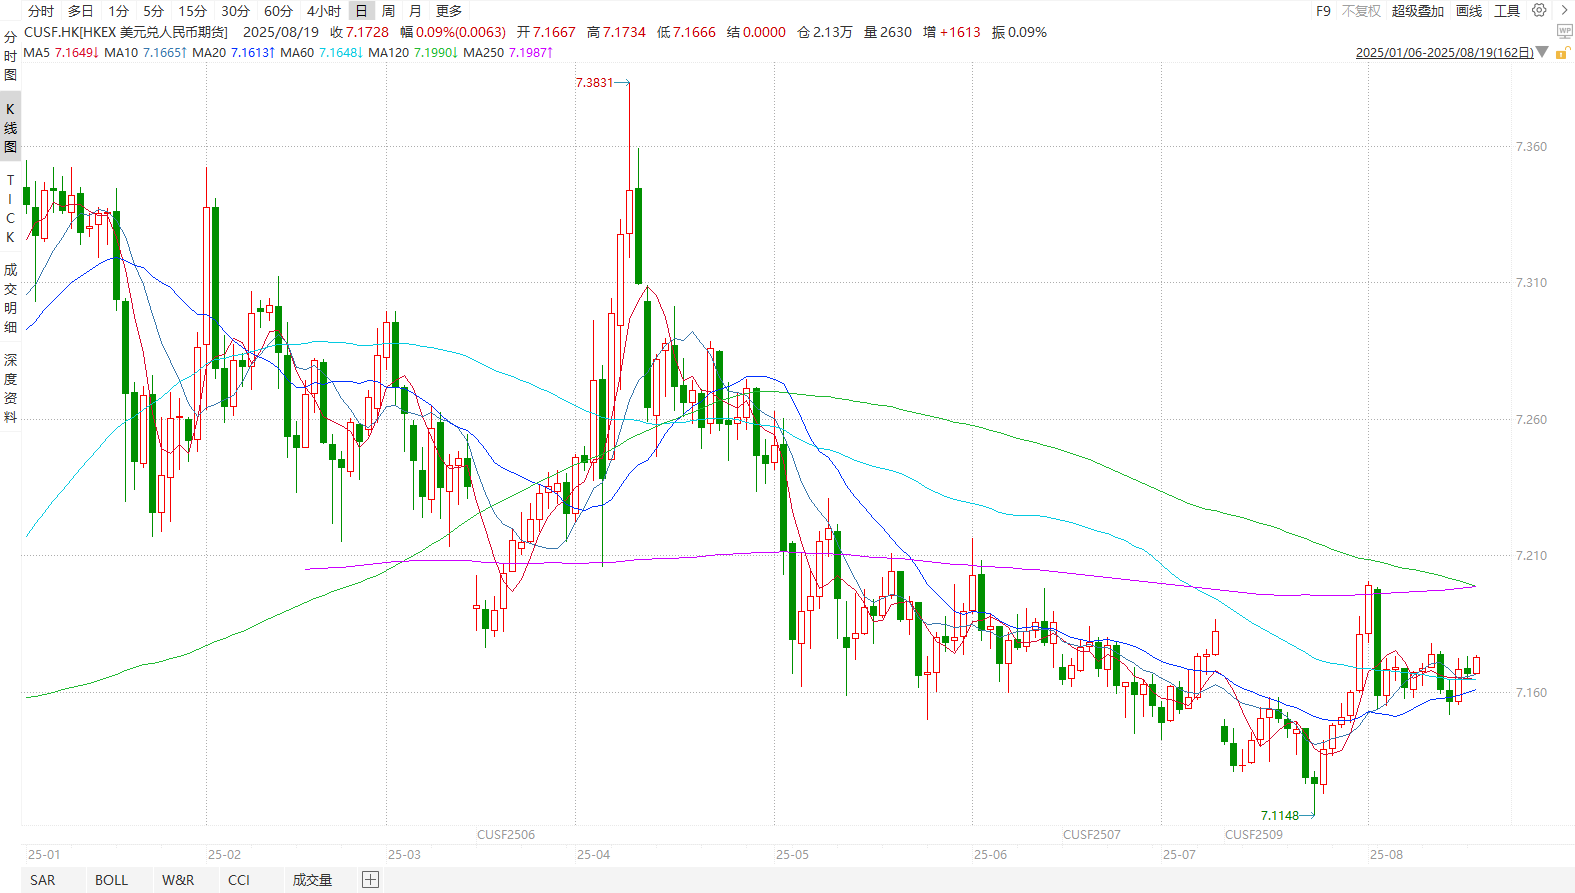 分时 多日 1分 5分 15分 30分 60分 4小时 日 周 月 更多 F9 不复权 超级叠加 画线 工具
CUSF.HK[HKEX 美元兑人民币期货] 2025/08/19 收7.1728 幅0.09%(0.0063) 开7.1667 高7.1734 低7.1666 结0.0000 仓2.13万 量2630 增+1613 振0.09%
WP
MA5 7.1649↓ MA10 7.1665↑ MA20 7.1613↑ MA60 7.1648↓ MA120 7.1990↓ MA250 7.1987↑
2025/01/06-2025/08/19(162日)
分时图
K线图
TICK
成交明细
深度资料
7.3831
7.360
7.310
7.260
7.210
7.160
7.1148
CUSF2506 CUSF2507 CUSF2509
25-01 25-02 25-03 25-04 25-05 25-06 25-07 25-08
SAR BOLL W&R CCI 成交量